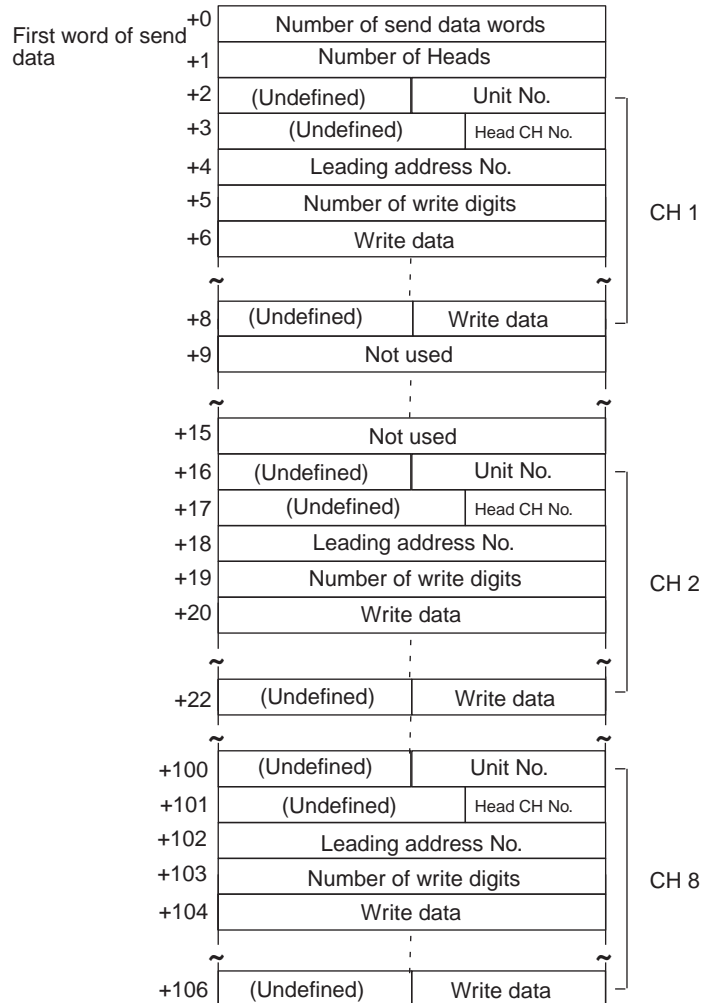 First word of send data
+0 Number of send data words
+1 Number of Heads
+2 (Undefined) Unit No.
+3 (Undefined) Head CH No.
+4 Leading address No.
+5 Number of write digits
+6 Write data
CH 1
~ ~
+8 (Undefined) Write data
+9 Not used
~ ~
+15 Not used
+16 (Undefined) Unit No.
+17 (Undefined) Head CH No.
+18 Leading address No.
+19 Number of write digits
+20 Write data
CH 2
~ ~
+22 (Undefined) Write data
~ ~
+100 (Undefined) Unit No.
+101 (Undefined) Head CH No.
+102 Leading address No.
+103 Number of write digits
+104 Write data
CH 8
~ ~
+106 (Undefined) Write data